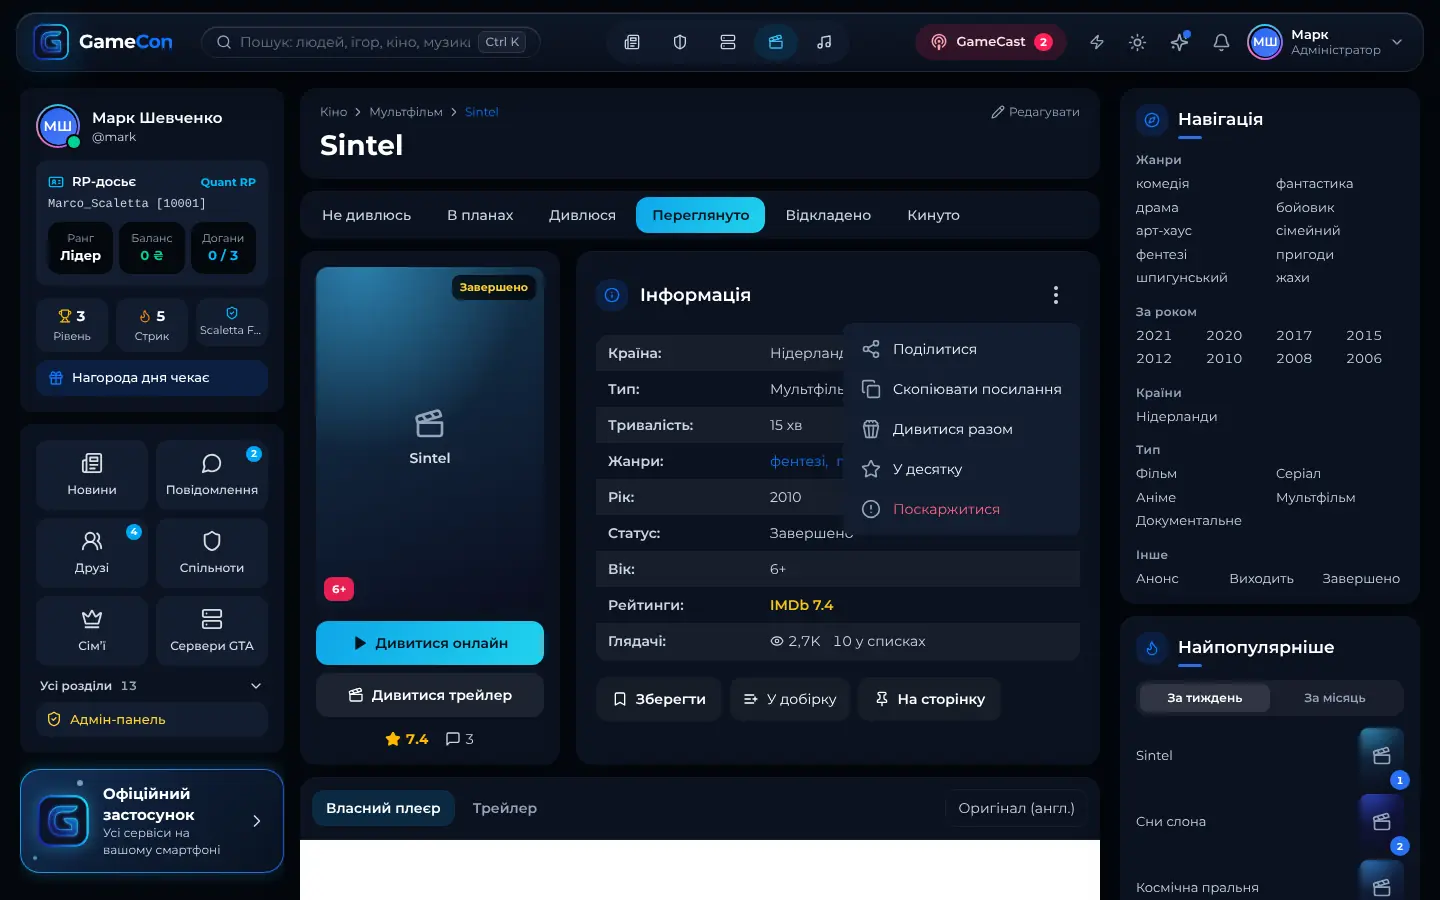 GameCon
Пошук: людей, ігор, кіно, музики
Ctrl K
GameCast 2
МШ
Марк
Адміністратор
МШ
Марк Шевченко
@mark
RP-досьє
Quant RP
Marco_Scaletta [10001]
Ранг
Лідер
Баланс
0 ₴
Догани
0 / 3
3
Рівень
5
Стрик
Scaletta F...
Нагорода дня чекає
Новини
2
Повідомлення
4
Друзі
Спільноти
Сім'ї
Сервери GTA
Усі розділи 13
Адмін-панель
Офіційний
застосунок
Усі сервіси на
вашому смартфоні
Кіно > Мультфільм > Sintel
Редагувати
Sintel
Не дивлюсь
В планах
Дивлюся
Переглянуто
Відкладено
Кинуто
Завершено
Sintel
6+
Дивитися онлайн
Дивитися трейлер
7.4
3
Інформація
Країна:
Тип:
Тривалість: 15 хв
Жанри: фентезі,
Рік: 2010
Статус: Завершено
Вік: 6+
Рейтинги: IMDb 7.4
Глядачі: 2,7K 10 у списках
Поділитися
Скопіювати посилання
Дивитися разом
У десятку
Поскаржитися
Зберегти
У добірку
На сторінку
Власний плеєр
Трейлер
Оригінал (англ.)
Навігація
Жанри
комедія фантастика
драма бойовик
арт-хаус сімейний
фентезі пригоди
шпигунський жахи
За роком
2021 2020 2017 2015
2012 2010 2008 2006
Країни
Нідерланди
Тип
Фільм Серіал
Аніме Мультфільм
Документальне
Інше
Анонс Виходить Завершено
Найпопулярніше
За тиждень
За місяць
Sintel
1
Сни слона
2
Космічна пральня